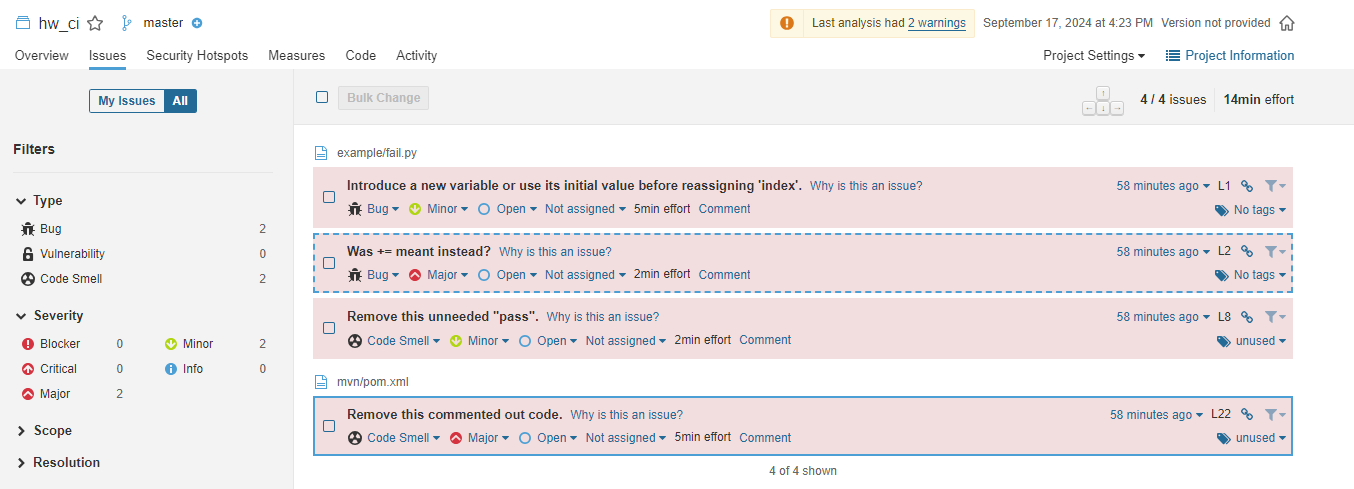 hw_ci master Last analysis had 2 warnings September 17, 2024 at 4:23 PM Version not provided
Overview Issues Security Hotspots Measures Code Activity Project Settings Project Information
My Issues All
Bulk Change
↑
← ↓ →
4 / 4 issues 14min effort
Filters
Type
Bug 2
Vulnerability 0
Code Smell 2
Severity
Blocker 0 Minor 2
Critical 0 Info 0
Major 2
Scope
Resolution
example/fail.py
Introduce a new variable or use its initial value before reassigning 'index'. Why is this an issue? 58 minutes ago L1
Bug Minor Open Not assigned 5min effort Comment No tags
Was += meant instead? Why is this an issue? 58 minutes ago L2
Bug Major Open Not assigned 2min effort Comment No tags
Remove this unneeded "pass". Why is this an issue? 58 minutes ago L8
Code Smell Minor Open Not assigned 2min effort Comment unused
mvn/pom.xml
Remove this commented out code. Why is this an issue? 58 minutes ago L22
Code Smell Major Open Not assigned 5min effort Comment unused
4 of 4 shown